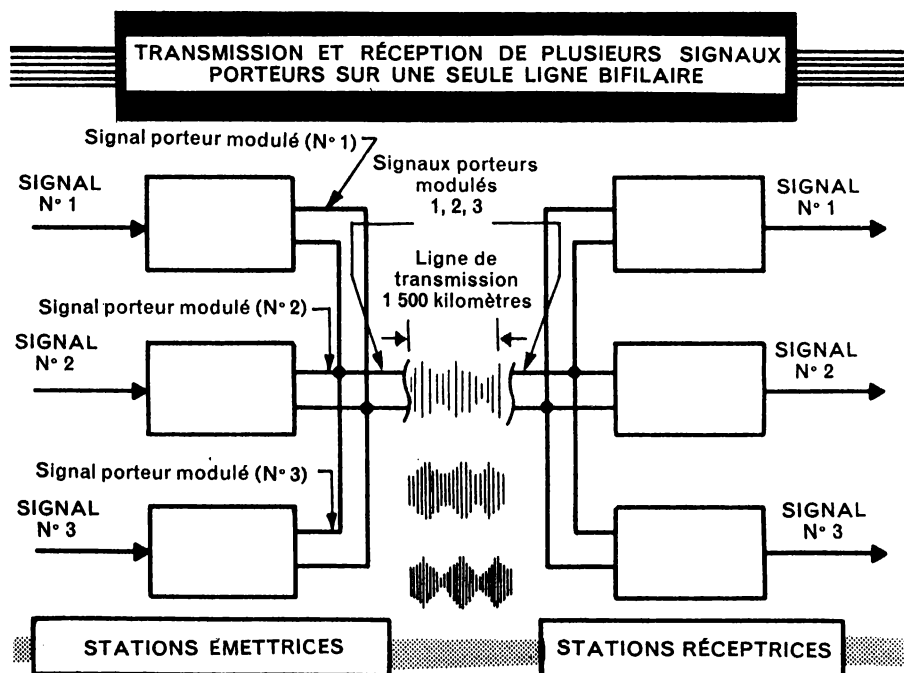 TRANSMISSION ET RÉCEPTION DE PLUSIEURS SIGNAUX
PORTEURS SUR UNE SEULE LIGNE BIFILAIRE
Signal porteur modulé (N° 1)
Signaux porteurs
modulés
1, 2, 3
SIGNAL
N° 1
SIGNAL
N° 1
Ligne de
transmission
1 500 kilomètres
Signal porteur modulé (N° 2)
SIGNAL
N° 2
SIGNAL
N° 2
Signal porteur modulé (N° 3)
SIGNAL
N° 3
SIGNAL
N° 3
STATIONS ÉMETTRICES
STATIONS RÉCEPTRICES